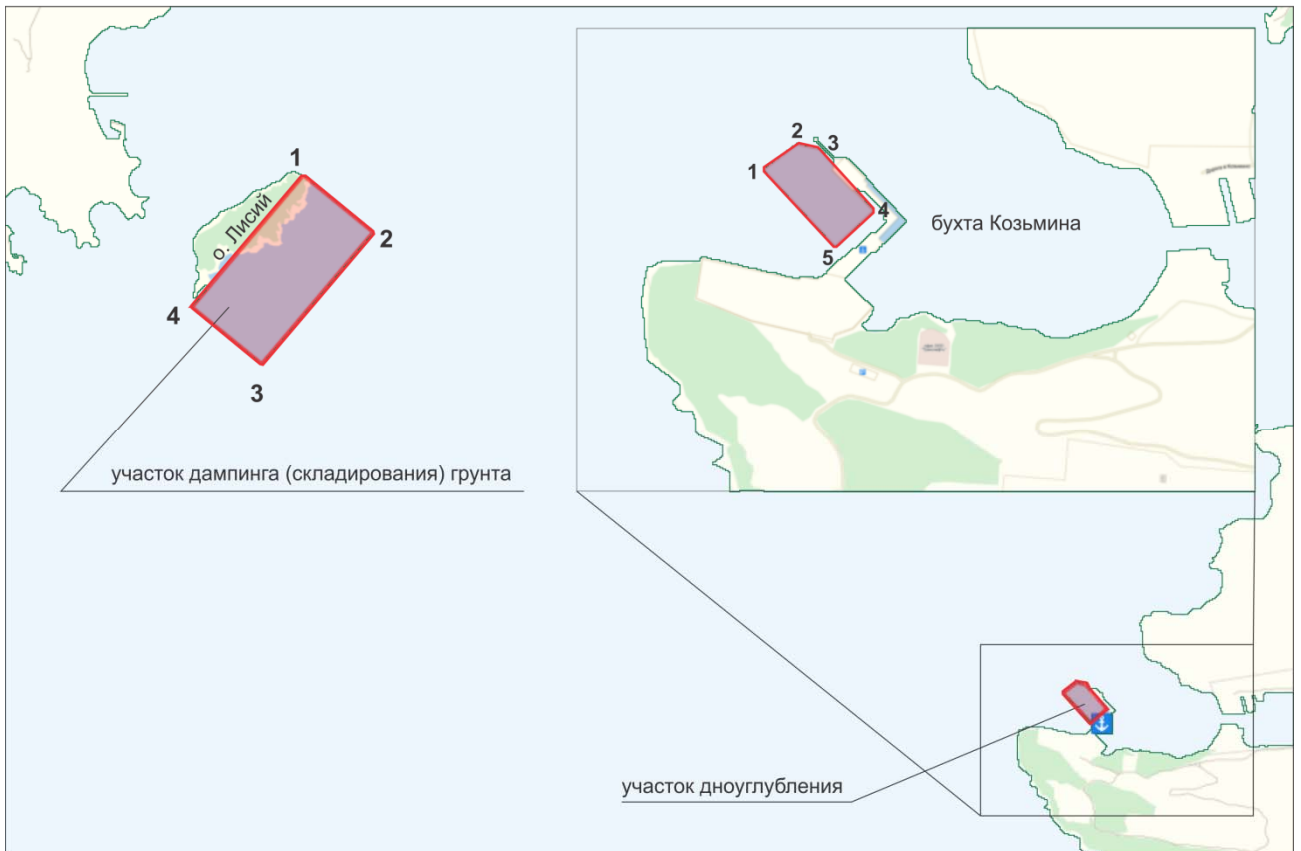 1
2
3
4
о. Лисий
участок дампинга (складирования) грунта
1
2
3
4
5
бухта Козьмина
участок дноуглубления